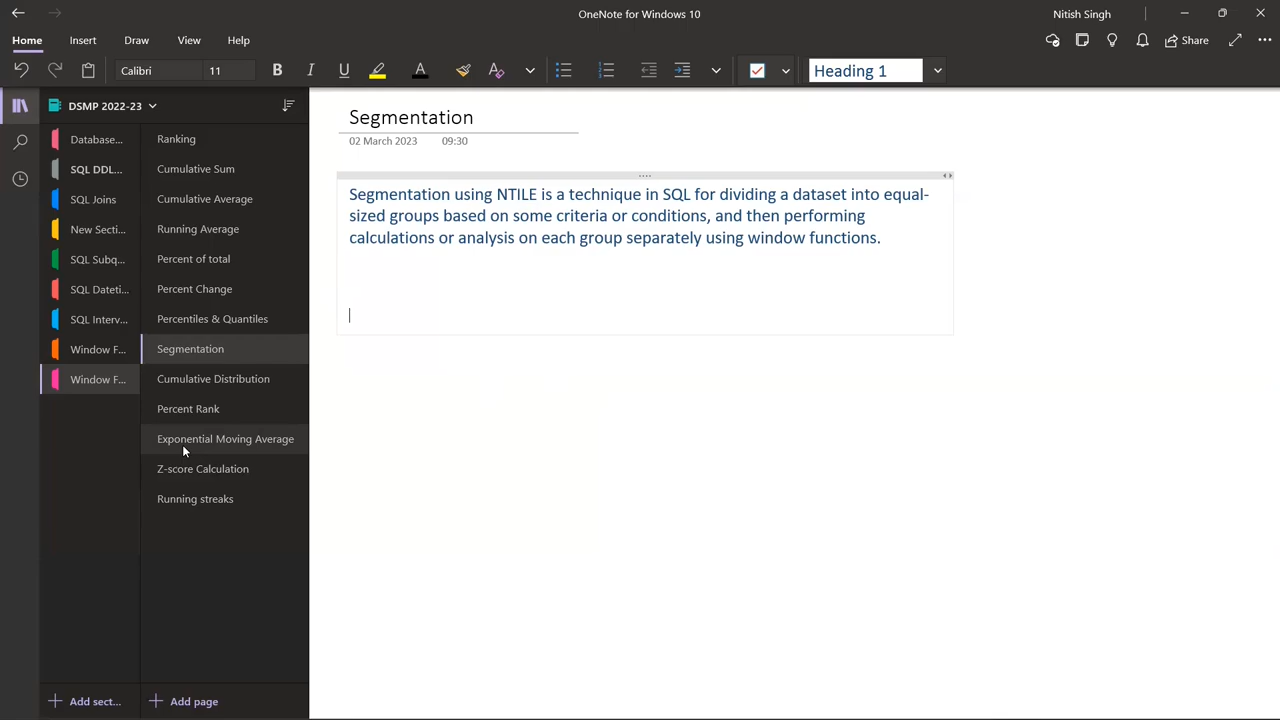 OneNote for Windows 10
Nitish Singh
Home Insert Draw View Help
Share
Calibri 11 B I U A Heading 1
DSMP 2022-23
Database...
SQL DDL...
SQL Joins
New Secti...
SQL Subq...
SQL Dateti...
SQL Interv...
Window F...
Window F...
Add sect...
Ranking
Cumulative Sum
Cumulative Average
Running Average
Percent of total
Percent Change
Percentiles & Quantiles
Segmentation
Cumulative Distribution
Percent Rank
Exponential Moving Average
Z-score Calculation
Running streaks
Add page
Segmentation
02 March 2023 09:30
Segmentation using NTILE is a technique in SQL for dividing a dataset into equal-
sized groups based on some criteria or conditions, and then performing
calculations or analysis on each group separately using window functions.